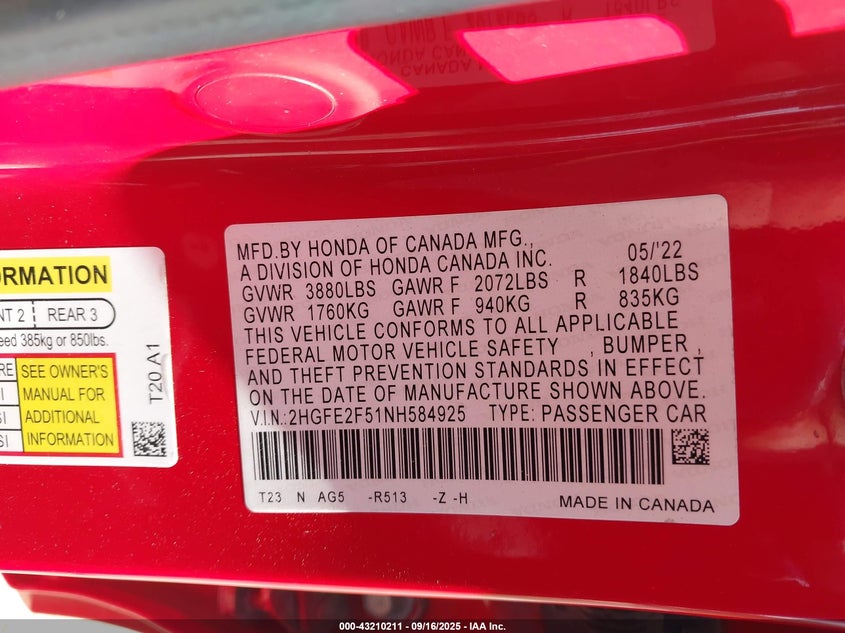 MFD.BY HONDA OF CANADA MFG.,
A DIVISION OF HONDA CANADA INC. 05/'22
GVWR 3880LBS GAWR F 2072LBS R 1840LBS
GVWR 1760KG GAWR F 940KG R 835KG
THIS VEHICLE CONFORMS TO ALL APPLICABLE
FEDERAL MOTOR VEHICLE SAFETY , BUMPER ,
AND THEFT PREVENTION STANDARDS IN EFFECT
ON THE DATE OF MANUFACTURE SHOWN ABOVE.
V.I.N.:2HGFE2F51NH584925 TYPE: PASSENGER CAR
T23 N AG5 -R513 -Z -H
MADE IN CANADA
2 REAR 3
385kg or 850lbs.
SEE OWNER'S
MANUAL FOR
ADDITIONAL
INFORMATION
T20 A1
000-43210211 - 09/16/2025 - IAA Inc.